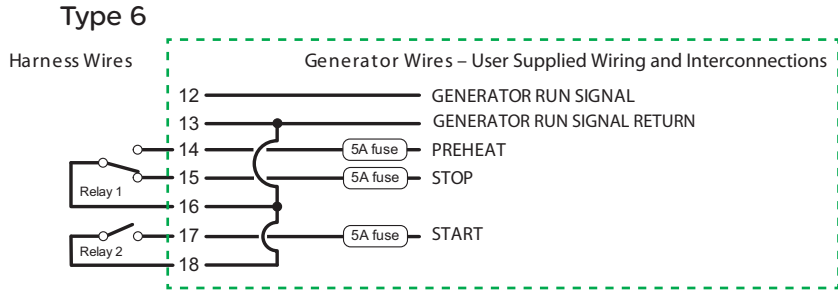 Type 6
Harness Wires
Generator Wires – User Supplied Wiring and Interconnections
12 GENERATOR RUN SIGNAL
13 GENERATOR RUN SIGNAL RETURN
14 5A fuse PREHEAT
15 5A fuse STOP
Relay 1
16
17 5A fuse START
Relay 2
18